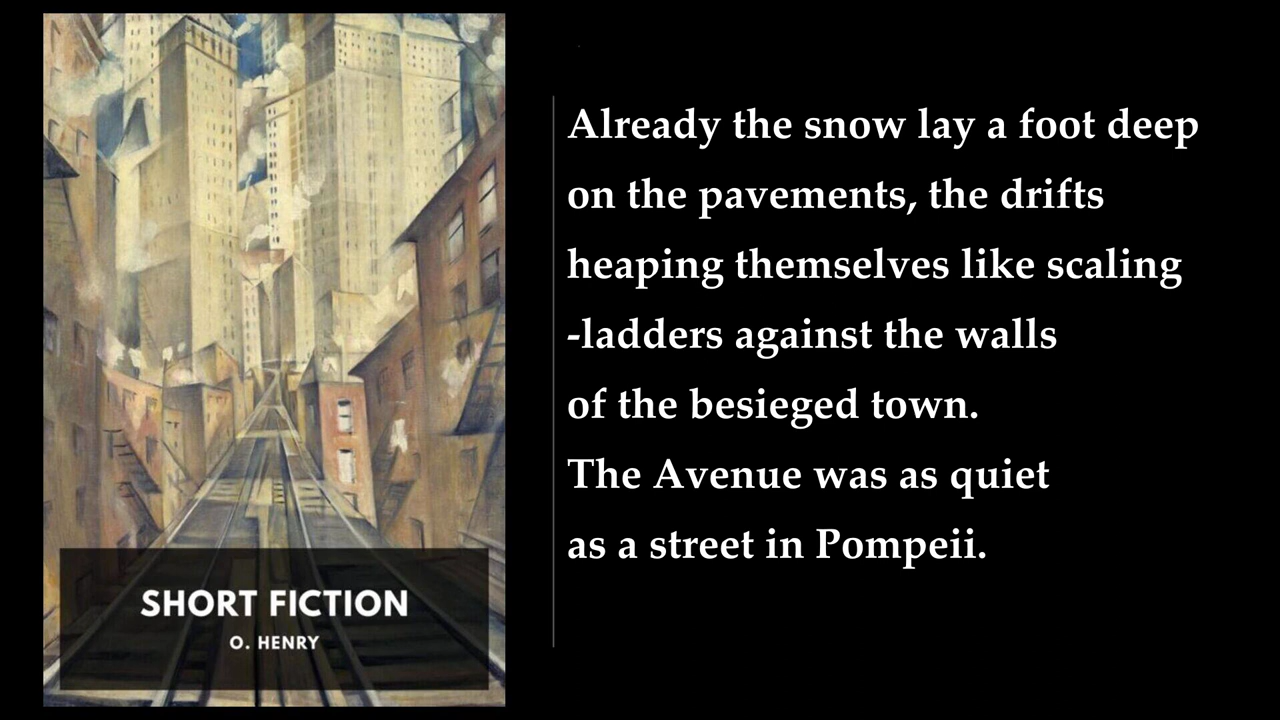 SHORT FICTION
O. HENRY
Already the snow lay a foot deep
on the pavements, the drifts
heaping themselves like scaling
-ladders against the walls
of the besieged town.
The Avenue was as quiet
as a street in Pompeii.